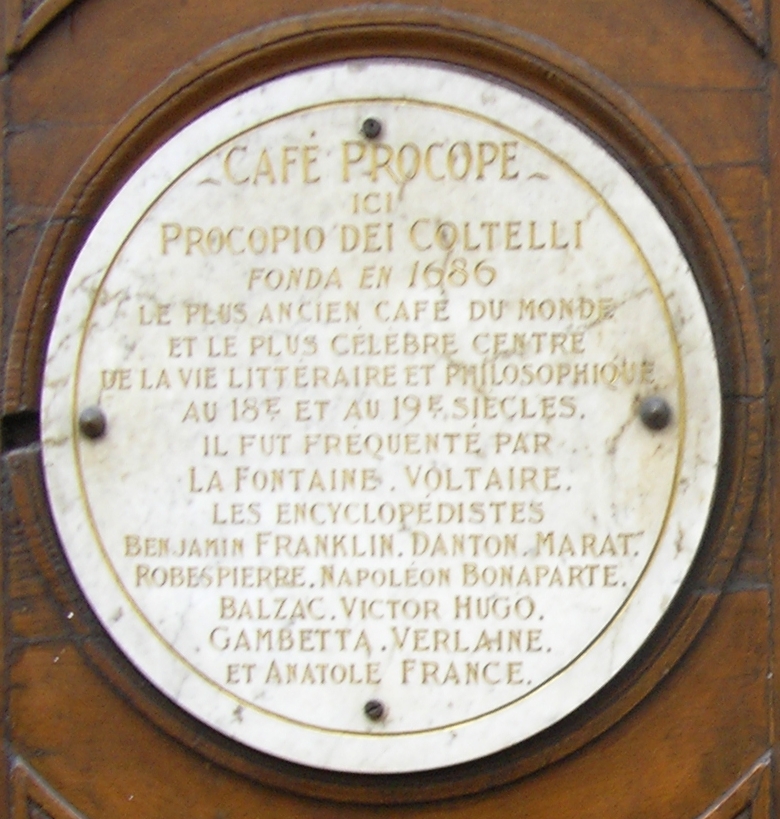 CAFÉ PROCOPE
ICI
PROCOPIO DEI COLTELLI
FONDA EN 1686
LE PLUS ANCIEN CAFÉ DU MONDE
ET LE PLUS CÉLÈBRE CENTRE
DE LA VIE LITTÉRAIRE ET PHILOSOPHIQUE
AU 18E ET AU 19E SIÈCLES.
IL FUT FRÉQUENTÉ PAR
LA FONTAINE. VOLTAIRE.
LES ENCYCLOPÉDISTES
BENJAMIN FRANKLIN. DANTON. MARAT.
ROBESPIERRE. NAPOLÉON BONAPARTE.
BALZAC. VICTOR HUGO.
GAMBETTA. VERLAINE.
ET ANATOLE FRANCE.